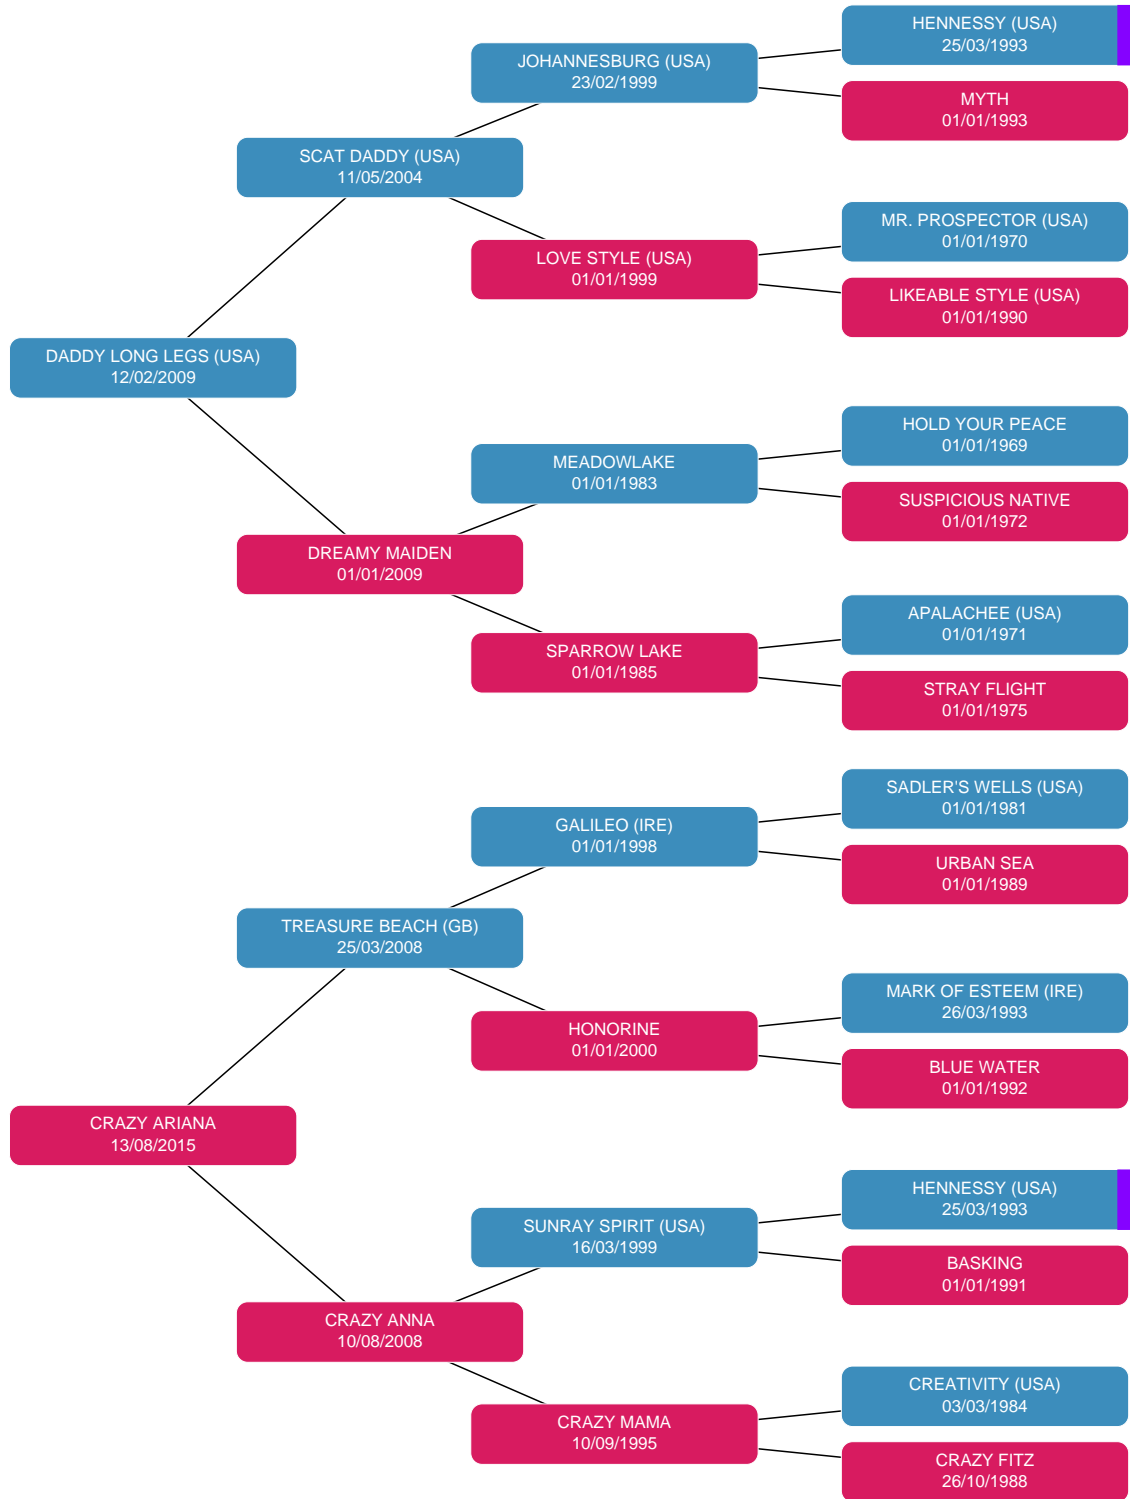 HENNESSY (USA)
25/03/1993
JOHANNESBURG (USA)
23/02/1999
MYTH
01/01/1993
SCAT DADDY (USA)
11/05/2004
MR. PROSPECTOR (USA)
01/01/1970
LOVE STYLE (USA)
01/01/1999
LIKEABLE STYLE (USA)
01/01/1990
DADDY LONG LEGS (USA)
12/02/2009
HOLD YOUR PEACE
01/01/1969
MEADOWLAKE
01/01/1983
SUSPICIOUS NATIVE
01/01/1972
DREAMY MAIDEN
01/01/2009
APALACHEE (USA)
01/01/1971
SPARROW LAKE
01/01/1985
STRAY FLIGHT
01/01/1975
SADLER'S WELLS (USA)
01/01/1981
GALILEO (IRE)
01/01/1998
URBAN SEA
01/01/1989
TREASURE BEACH (GB)
25/03/2008
MARK OF ESTEEM (IRE)
26/03/1993
HONORINE
01/01/2000
BLUE WATER
01/01/1992
CRAZY ARIANA
13/08/2015
HENNESSY (USA)
25/03/1993
SUNRAY SPIRIT (USA)
16/03/1999
BASKING
01/01/1991
CRAZY ANNA
10/08/2008
CREATIVITY (USA)
03/03/1984
CRAZY MAMA
10/09/1995
CRAZY FITZ
26/10/1988